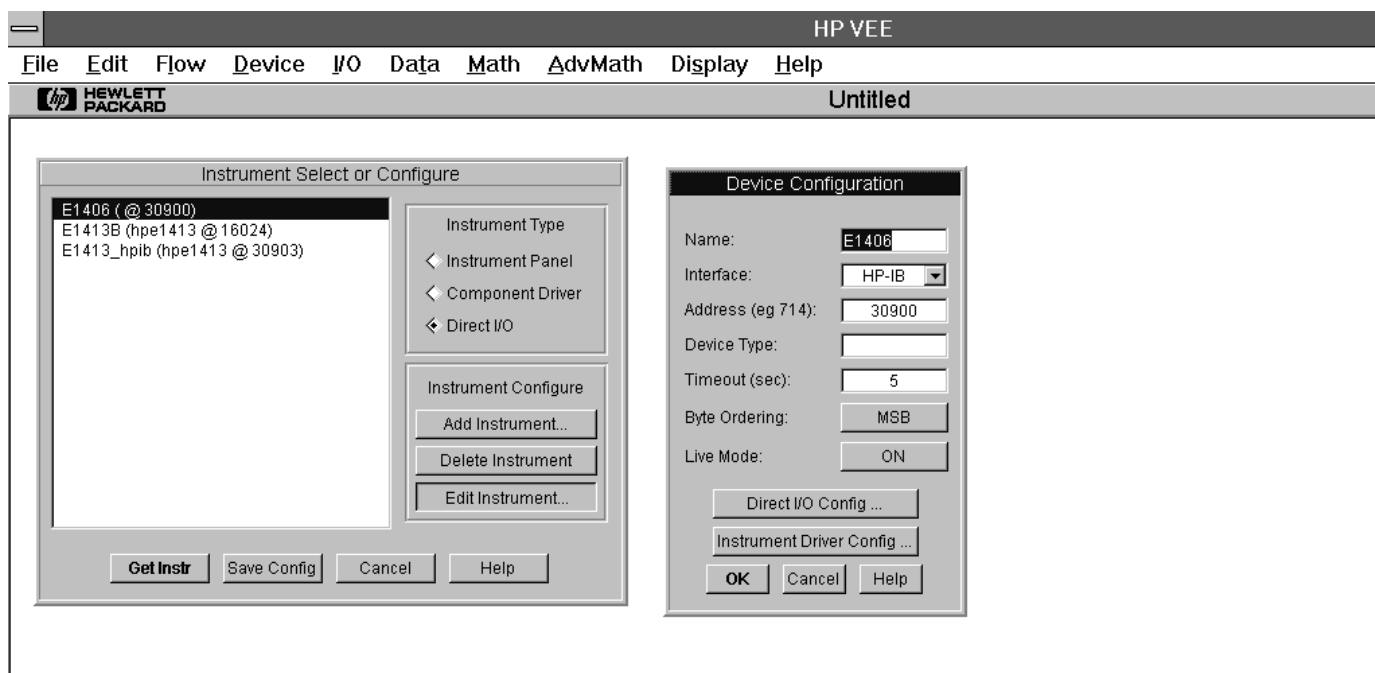 HP VEE
File Edit Flow Device I/O Data Math AdvMath Display Help
hp HEWLETT
PACKARD
Untitled
Instrument Select or Configure
E1406 ( @ 30900)
E1413B (hpe1413 @ 16024)
E1413_hpib (hpe1413 @ 30903)
Instrument Type
Instrument Panel
Component Driver
Direct I/O
Instrument Configure
Add Instrument...
Delete Instrument
Edit Instrument...
Get Instr Save Config Cancel Help
Device Configuration
Name: E1406
Interface: HP-IB
Address (eg 714): 30900
Device Type:
Timeout (sec): 5
Byte Ordering: MSB
Live Mode: ON
Direct I/O Config ...
Instrument Driver Config ...
OK Cancel Help